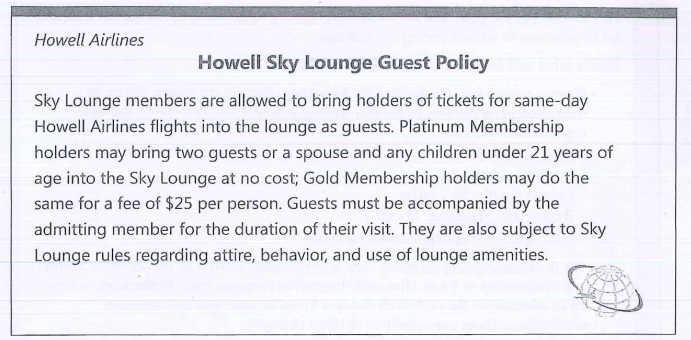 Howell Airlines
Howell Sky Lounge Guest Policy
Sky Lounge members are allowed to bring holders of tickets for same-day
Howell Airlines flights into the lounge as guests. Platinum Membership
holders may bring two guests or a spouse and any children under 21 years of
age into the Sky Lounge at no cost; Gold Membership holders may do the
same for a fee of $25 per person. Guests must be accompanied by the
admitting member for the duration of their visit. They are also subject to Sky
Lounge rules regarding attire, behavior, and use of lounge amenities.